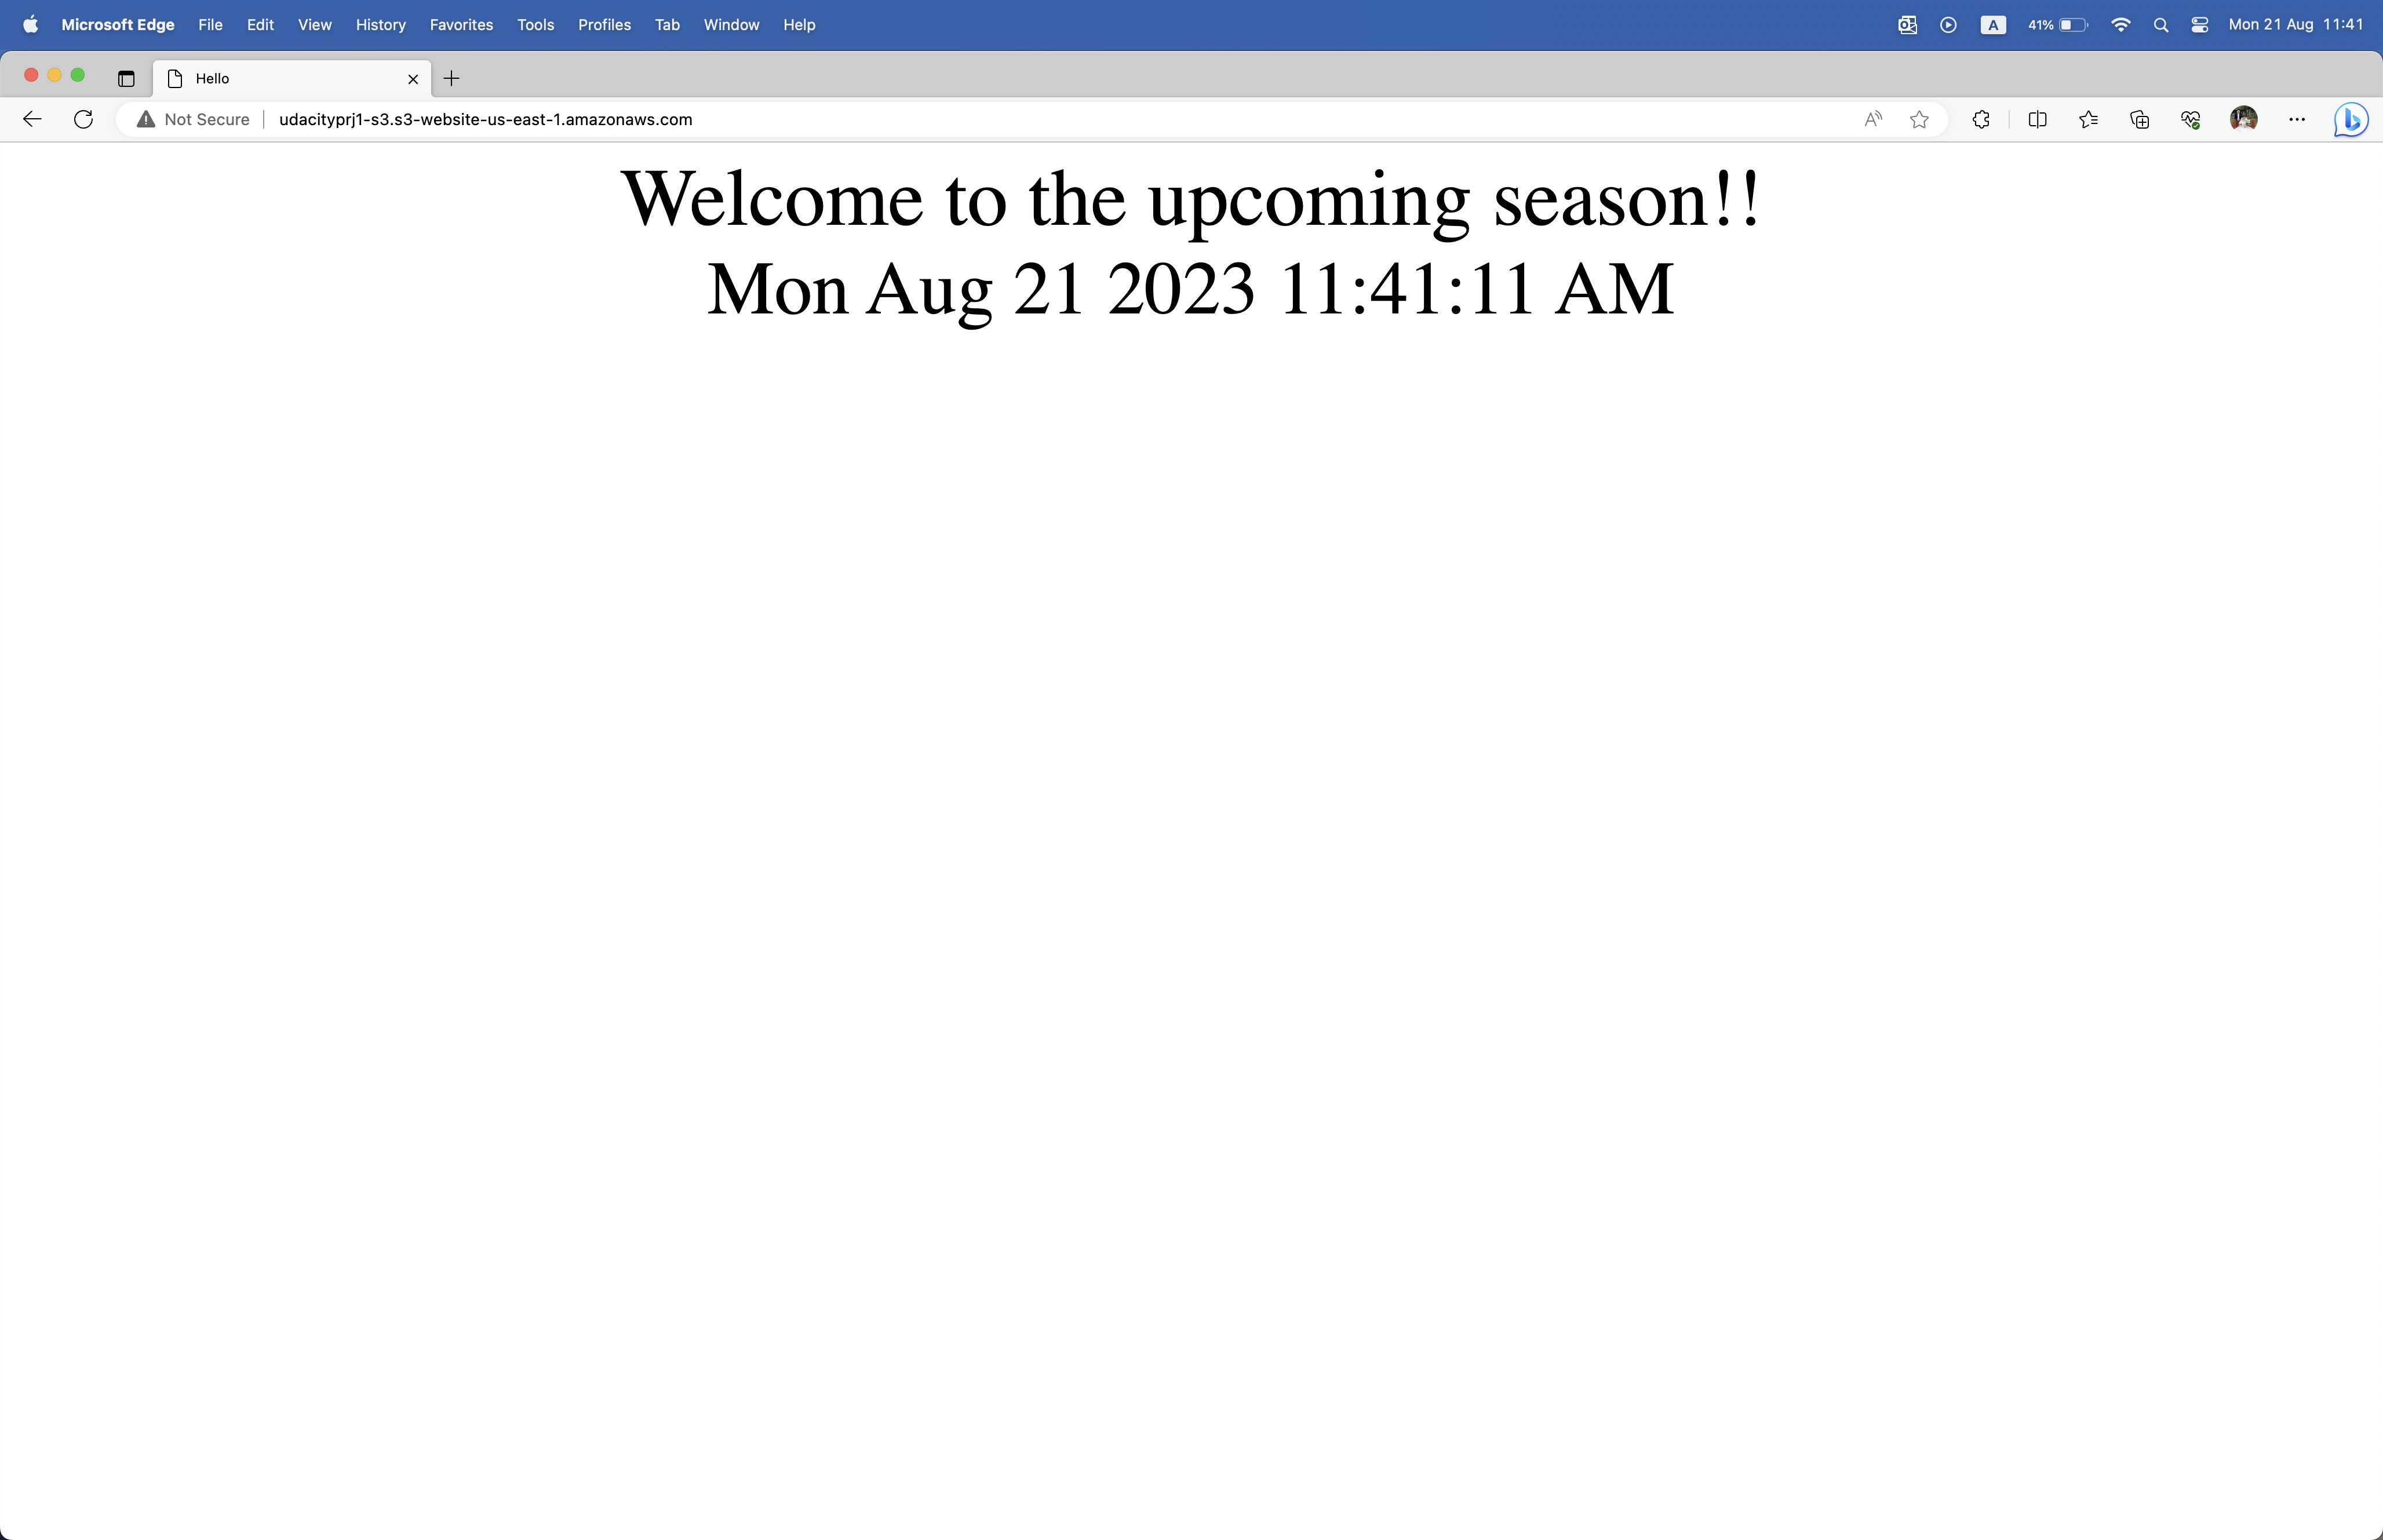 Microsoft Edge File Edit View History Favorites Tools Profiles Tab Window Help A 41% Mon 21 Aug 11:41
Hello
Not Secure udacityprj1-s3.s3-website-us-east-1.amazonaws.com
Welcome to the upcoming season!!
Mon Aug 21 2023 11:41:11 AM